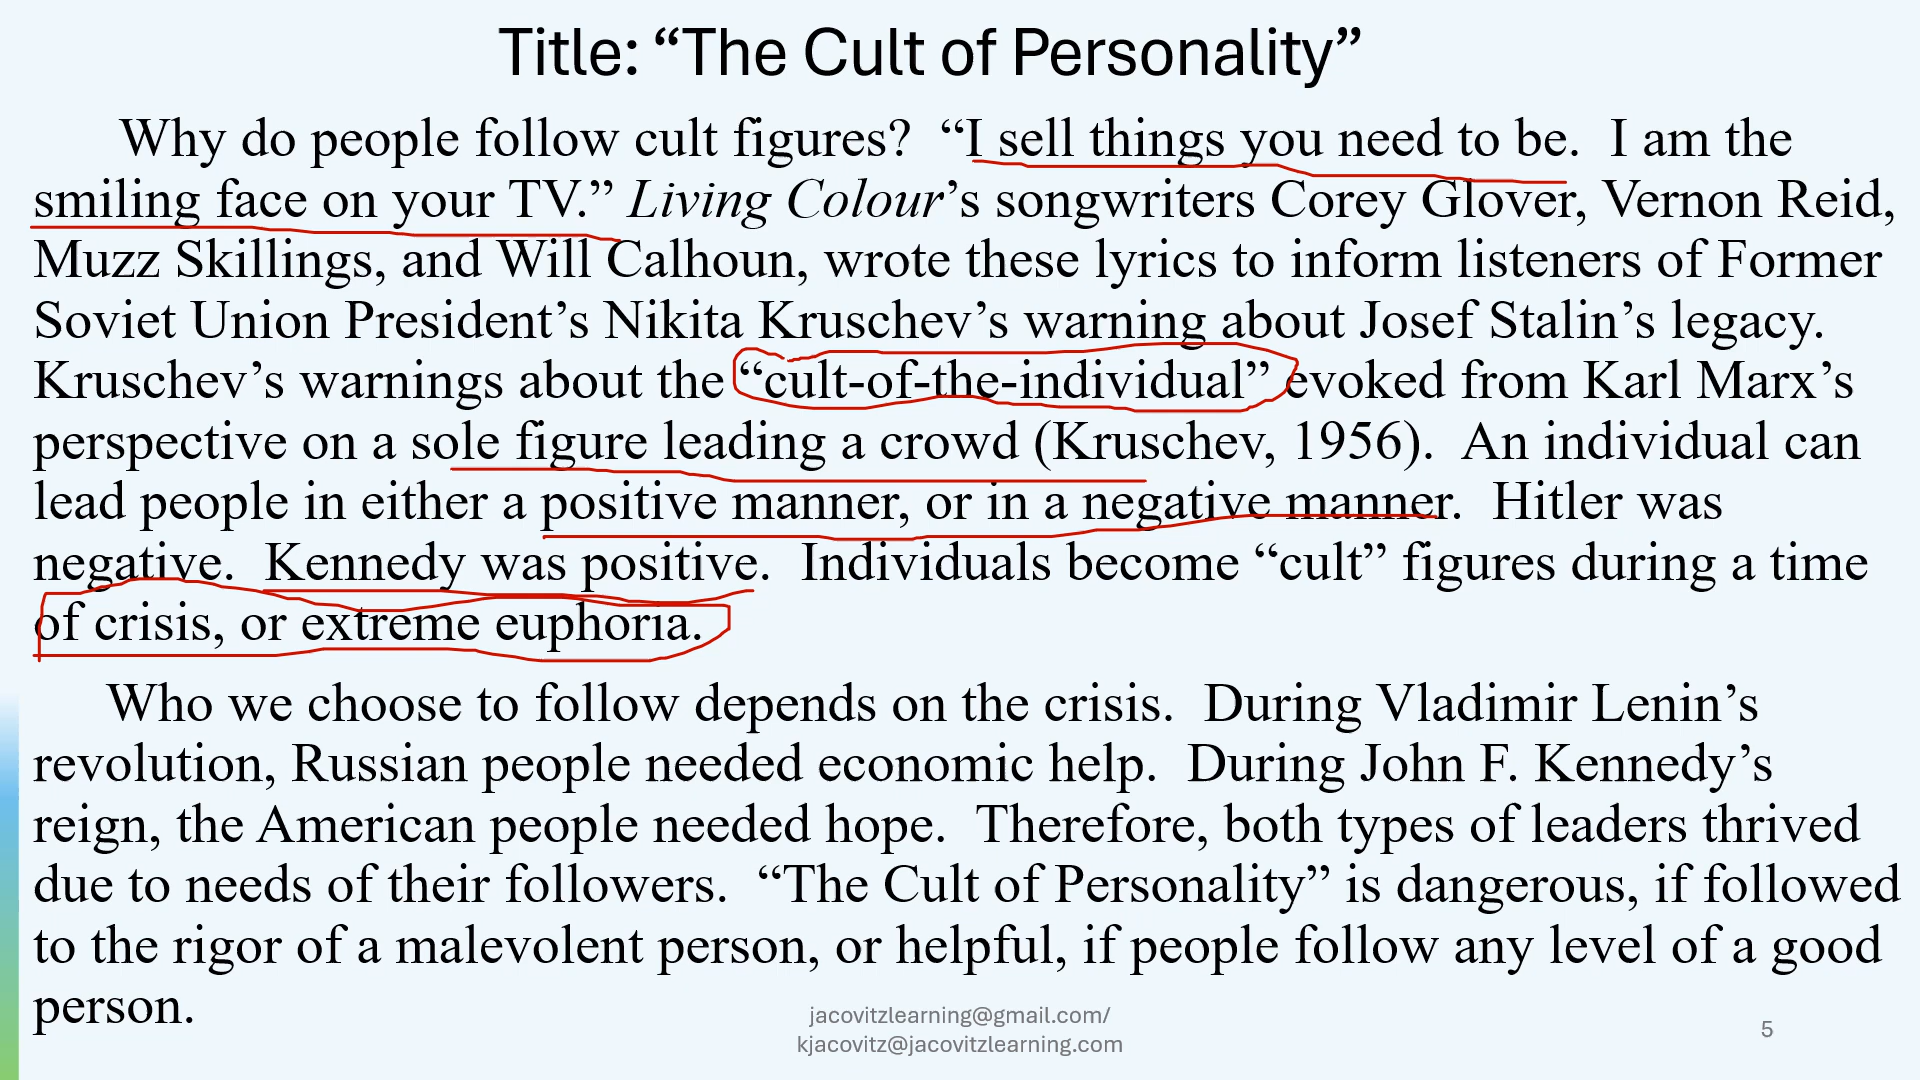 Title: “The Cult of Personality”
Why do people follow cult figures?  “I sell things you need to be.  I am the
smiling face on your TV.” Living Colour’s songwriters Corey Glover, Vernon Reid,
Muzz Skillings, and Will Calhoun, wrote these lyrics to inform listeners of Former
Soviet Union President’s Nikita Kruschev’s warning about Josef Stalin’s legacy.
Kruschev’s warnings about the “cult-of-the-individual” evoked from Karl Marx’s
perspective on a sole figure leading a crowd (Kruschev, 1956).  An individual can
lead people in either a positive manner, or in a negative manner.  Hitler was
negative.  Kennedy was positive.  Individuals become “cult” figures during a time
of crisis, or extreme euphoria.
Who we choose to follow depends on the crisis.  During Vladimir Lenin’s
revolution, Russian people needed economic help.  During John F. Kennedy’s
reign, the American people needed hope.  Therefore, both types of leaders thrived
due to needs of their followers.  “The Cult of Personality” is dangerous, if followed
to the rigor of a malevolent person, or helpful, if people follow any level of a good
person.
jacovitzlearning@gmail.com/
kjacovitz@jacovitzlearning.com
5